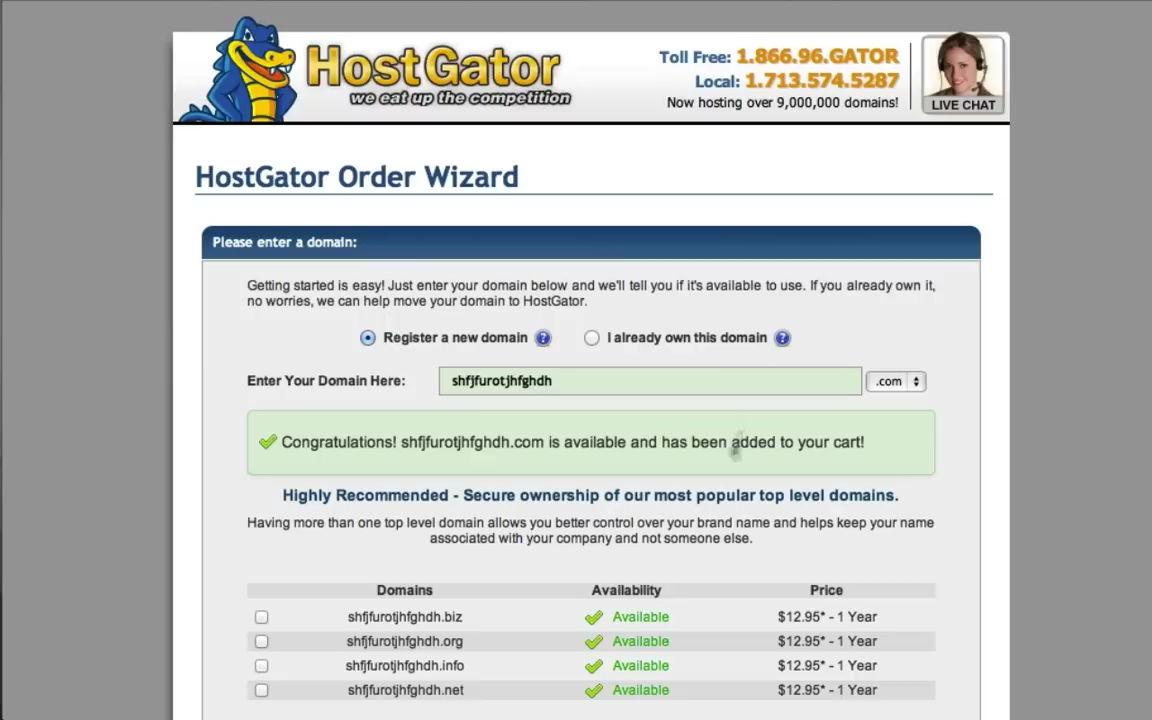 HostGator
we eat up the competition
Toll Free: 1.866.96.GATOR
Local: 1.713.574.5287
Now hosting over 9,000,000 domains!
LIVE CHAT
HostGator Order Wizard
Please enter a domain:
Getting started is easy! Just enter your domain below and we'll tell you if it's available to use. If you already own it,
no worries, we can help move your domain to HostGator.
Register a new domain ? I already own this domain ?
Enter Your Domain Here: shfjfurotjhfghdh .com
Congratulations! shfjfurotjhfghdh.com is available and has been added to your cart!
Highly Recommended - Secure ownership of our most popular top level domains.
Having more than one top level domain allows you better control over your brand name and helps keep your name
associated with your company and not someone else.
Domains Availability Price
shfjfurotjhfghdh.biz Available $12.95* - 1 Year
shfjfurotjhfghdh.org Available $12.95* - 1 Year
shfjfurotjhfghdh.info Available $12.95* - 1 Year
shfjfurotjhfghdh.net Available $12.95* - 1 Year